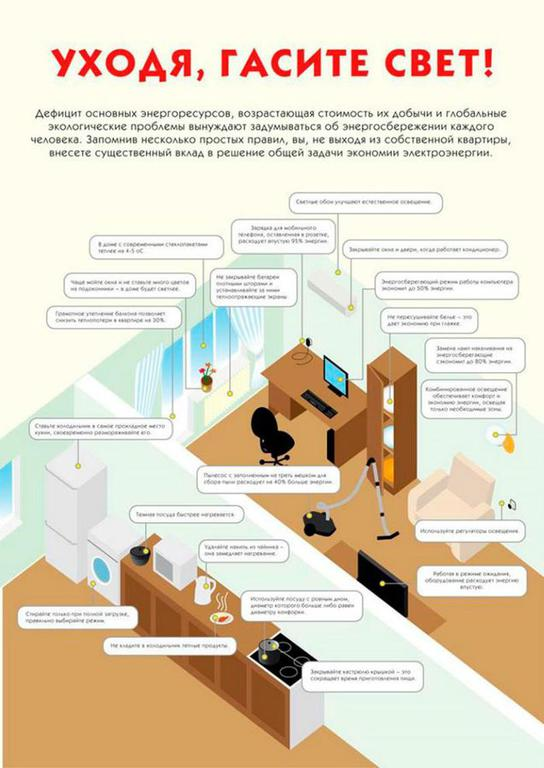 УХОДЯ, ГАСИТЕ СВЕТ!
Дефицит основных энергоресурсов, возрастающая стоимость их добычи и глобальные
экологические проблемы вынуждают задумываться об энергосбережении каждого
человека. Запомнив несколько простых правил, вы, не выходя из собственной квартиры,
внесете существенный вклад в решение общей задачи экономии электроэнергии.
Светлые обои улучшают естественное освещение.
Зарядка для мобильного
телефона, оставленная в розетке,
расходует впустую 95% энергии.
В доме с современными стеклопакетами
теплее на 4-5 оС.
Закрывайте окна и двери, когда работает кондиционер.
Чаще мойте окна и не ставьте много цветов
на подоконники – в доме будет светлее.
Не закрывайте батареи
плотными шторами и
устанавливайте за ними
теплоотражающие экраны
Энергосберегающий режим работы компьютера
экономит до 50% энергии.
Грамотное утепление балкона позволяет
снизить теплопотери в квартире на 30%.
Не пересушивайте белье – это
дает экономию при глажке.
Замена ламп накаливания на
энергосберегающие
сэкономит до 80% энергии.
Комбинированное освещение
обеспечивает комфорт и
экономию энергии, освещая
только необходимые зоны.
Ставьте холодильник в самое прохладное место
кухни, своевременно размораживайте его.
Пылесос с заполненным на треть мешком для
сбора пыли расходует на 40% больше энергии.
Темная посуда быстрее нагревается.
Используйте регуляторы освещения.
Удаляйте накипь из чайника –
она замедляет нагревание.
Работая в режиме ожидания,
оборудование расходует энергию
впустую.
Используйте посуду с ровным дном,
диаметр которого больше либо равен
диаметру конфорки.
Стирайте только при полной загрузке,
правильно выбирайте режим.
Не кладите в холодильник теплые продукты.
Закрывайте кастрюлю крышкой – это
сокращает время приготовления пищи.